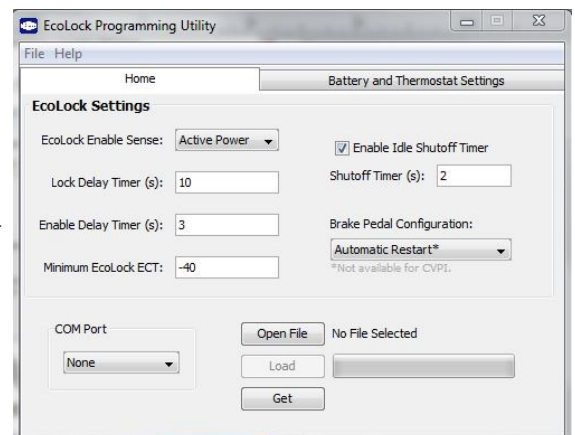 EcoLock Programming Utility
File Help
Home
Battery and Thermostat Settings
EcoLock Settings
EcoLock Enable Sense: Active Power
Enable Idle Shutoff Timer
Lock Delay Timer (s): 10
Shutoff Timer (s): 2
Enable Delay Timer (s): 3
Brake Pedal Configuration:
Automatic Restart*
*Not available for CVPI.
Minimum EcoLock ECT: -40
COM Port
None
Open File No File Selected
Load
Get